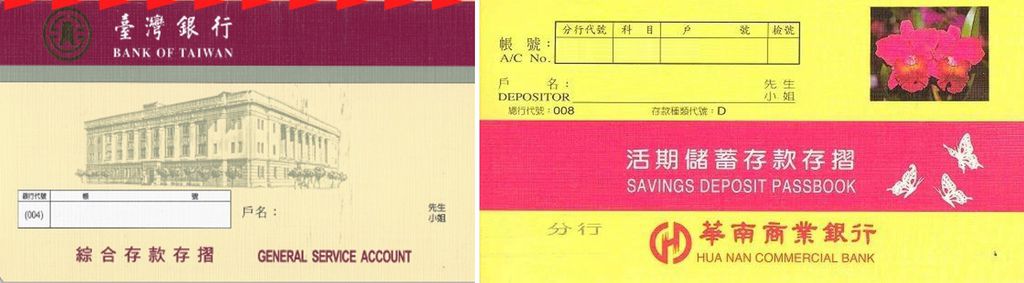 臺灣銀行
BANK OF TAIWAN
銀行代號 帳 號
(004)
戶名：
先生
小姐
綜合存款存摺 GENERAL SERVICE ACCOUNT
分行代號 科目 戶 號 檢號
帳 號：
A/C No.
戶 名：
DEPOSITOR
先生
小姐
總行代號：008 存款種類代號：D
活期儲蓄存款存摺
SAVINGS DEPOSIT PASSBOOK
分行
華南商業銀行
HUA NAN COMMERCIAL BANK